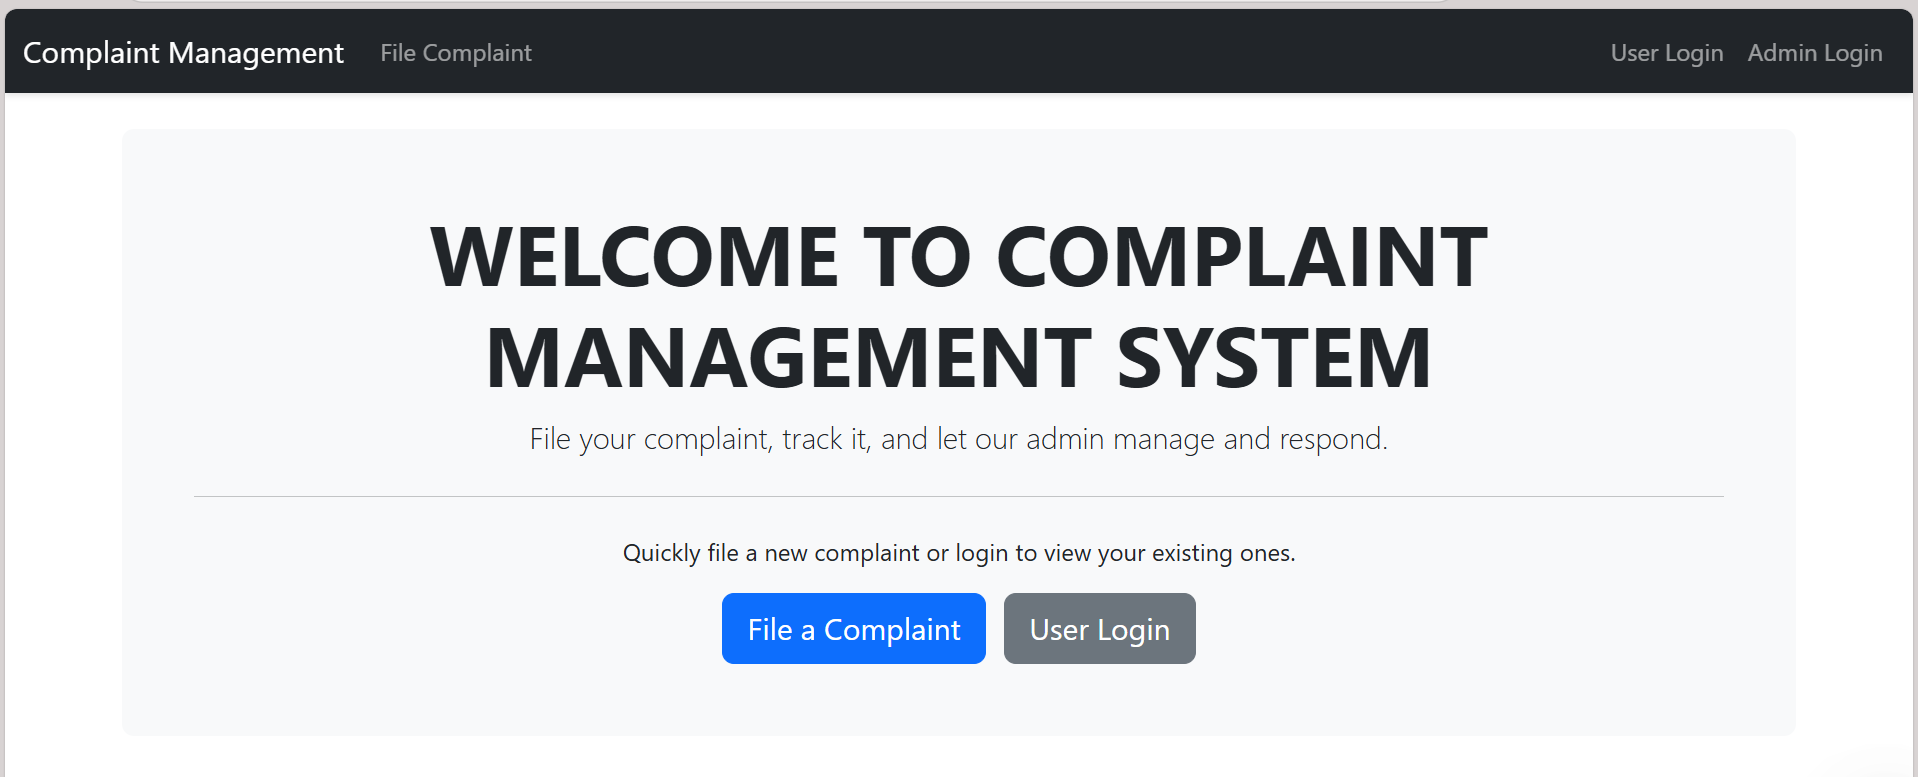 Complaint Management File Complaint User Login Admin Login
WELCOME TO COMPLAINT
MANAGEMENT SYSTEM
File your complaint, track it, and let our admin manage and respond.
Quickly file a new complaint or login to view your existing ones.
File a Complaint User Login